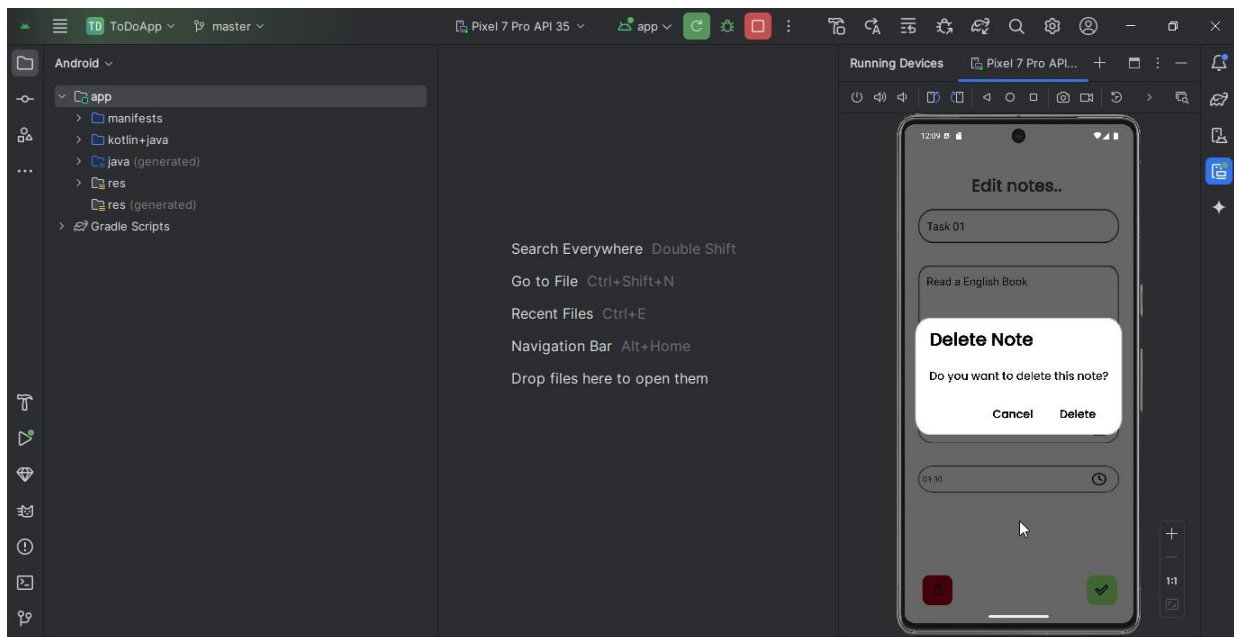 TD ToDoApp master Pixel 7 Pro API 35 app
Android
app
manifests
kotlin+java
java (generated)
res
res (generated)
Gradle Scripts
Search Everywhere Double Shift
Go to File Ctrl+Shift+N
Recent Files Ctrl+E
Navigation Bar Alt+Home
Drop files here to open them
Running Devices Pixel 7 Pro API...
12:09
Edit notes..
Task 01
Read a English Book
Delete Note
Do you want to delete this note?
Cancel Delete
03:30
1:1